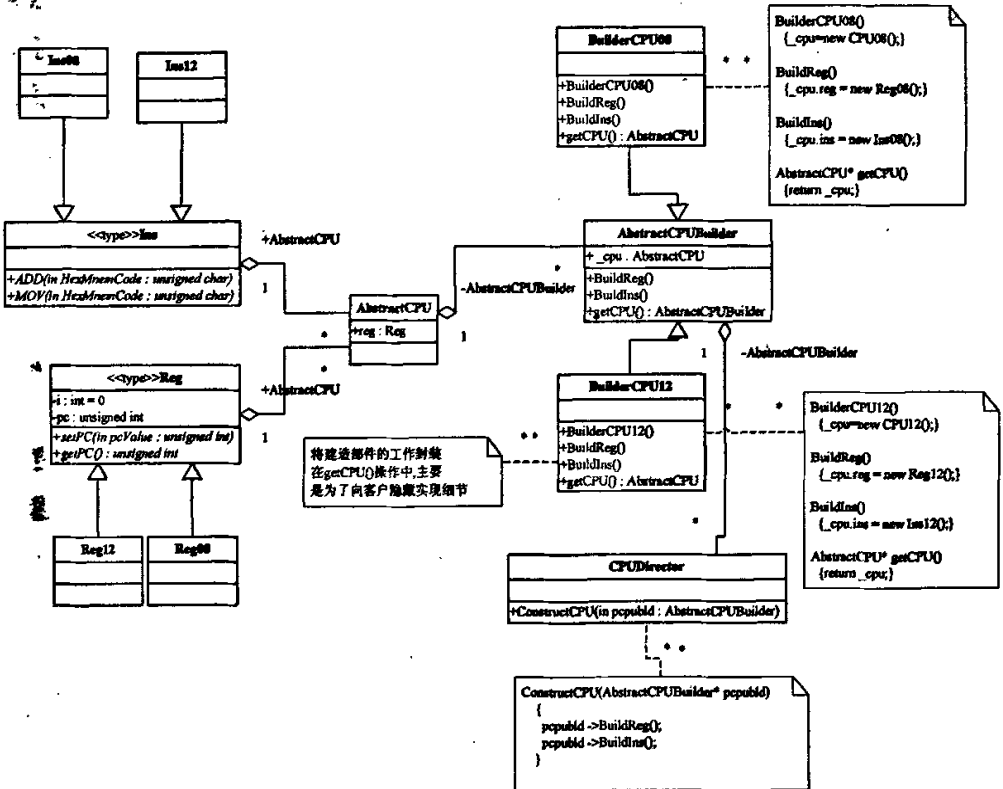 Ins08
Ins12
<<type>>Ins
+ADD(in HexMnemCode : unsigned char)
+MOV(in HexMnemCode : unsigned char)
+AbstractCPU
1
*
AbstractCPU
+reg : Reg
1
<<type>>Reg
-i : int = 0
-pc : unsigned int
+setPC(in pcValue : unsigned int)
+getPC() : unsigned int
+AbstractCPU
1
*
Reg12
Reg08
BuilderCPU08
+BuilderCPU08()
+BuildReg()
+BuildIns()
+getCPU() : AbstractCPU
* *
BuilderCPU08()
{_cpu=new CPU08();}
BuildReg()
{_cpu.reg = new Reg08();}
BuildIns()
{_cpu.ins = new Ins08();}
AbstractCPU* getCPU()
{return _cpu;}
AbstractCPUBuilder
+ _cpu : AbstractCPU
+BuildReg()
+BuildIns()
+getCPU() : AbstractCPUBuilder
*
-AbstractCPUBuilder
1
-AbstractCPUBuilder
BuilderCPU12
+BuilderCPU12()
+BuildReg()
+BuildIns()
+getCPU() : AbstractCPU
* *
BuilderCPU12()
{_cpu=new CPU12();}
BuildReg()
{_cpu.reg = new Reg12();}
BuildIns()
{_cpu.ins = new Ins12();}
AbstractCPU* getCPU()
{return _cpu;}
* *
将建造部件的工作封装
在getCPU()操作中,主要
是为了向客户隐藏实现细节
*
CPUDirector
+ConstructCPU(in pcpubld : AbstractCPUBuilder)
* *
ConstructCPU(AbstractCPUBuilder* pcpubld)
{
pcpubld ->BuildReg();
pcpubld ->BuildIns();
}